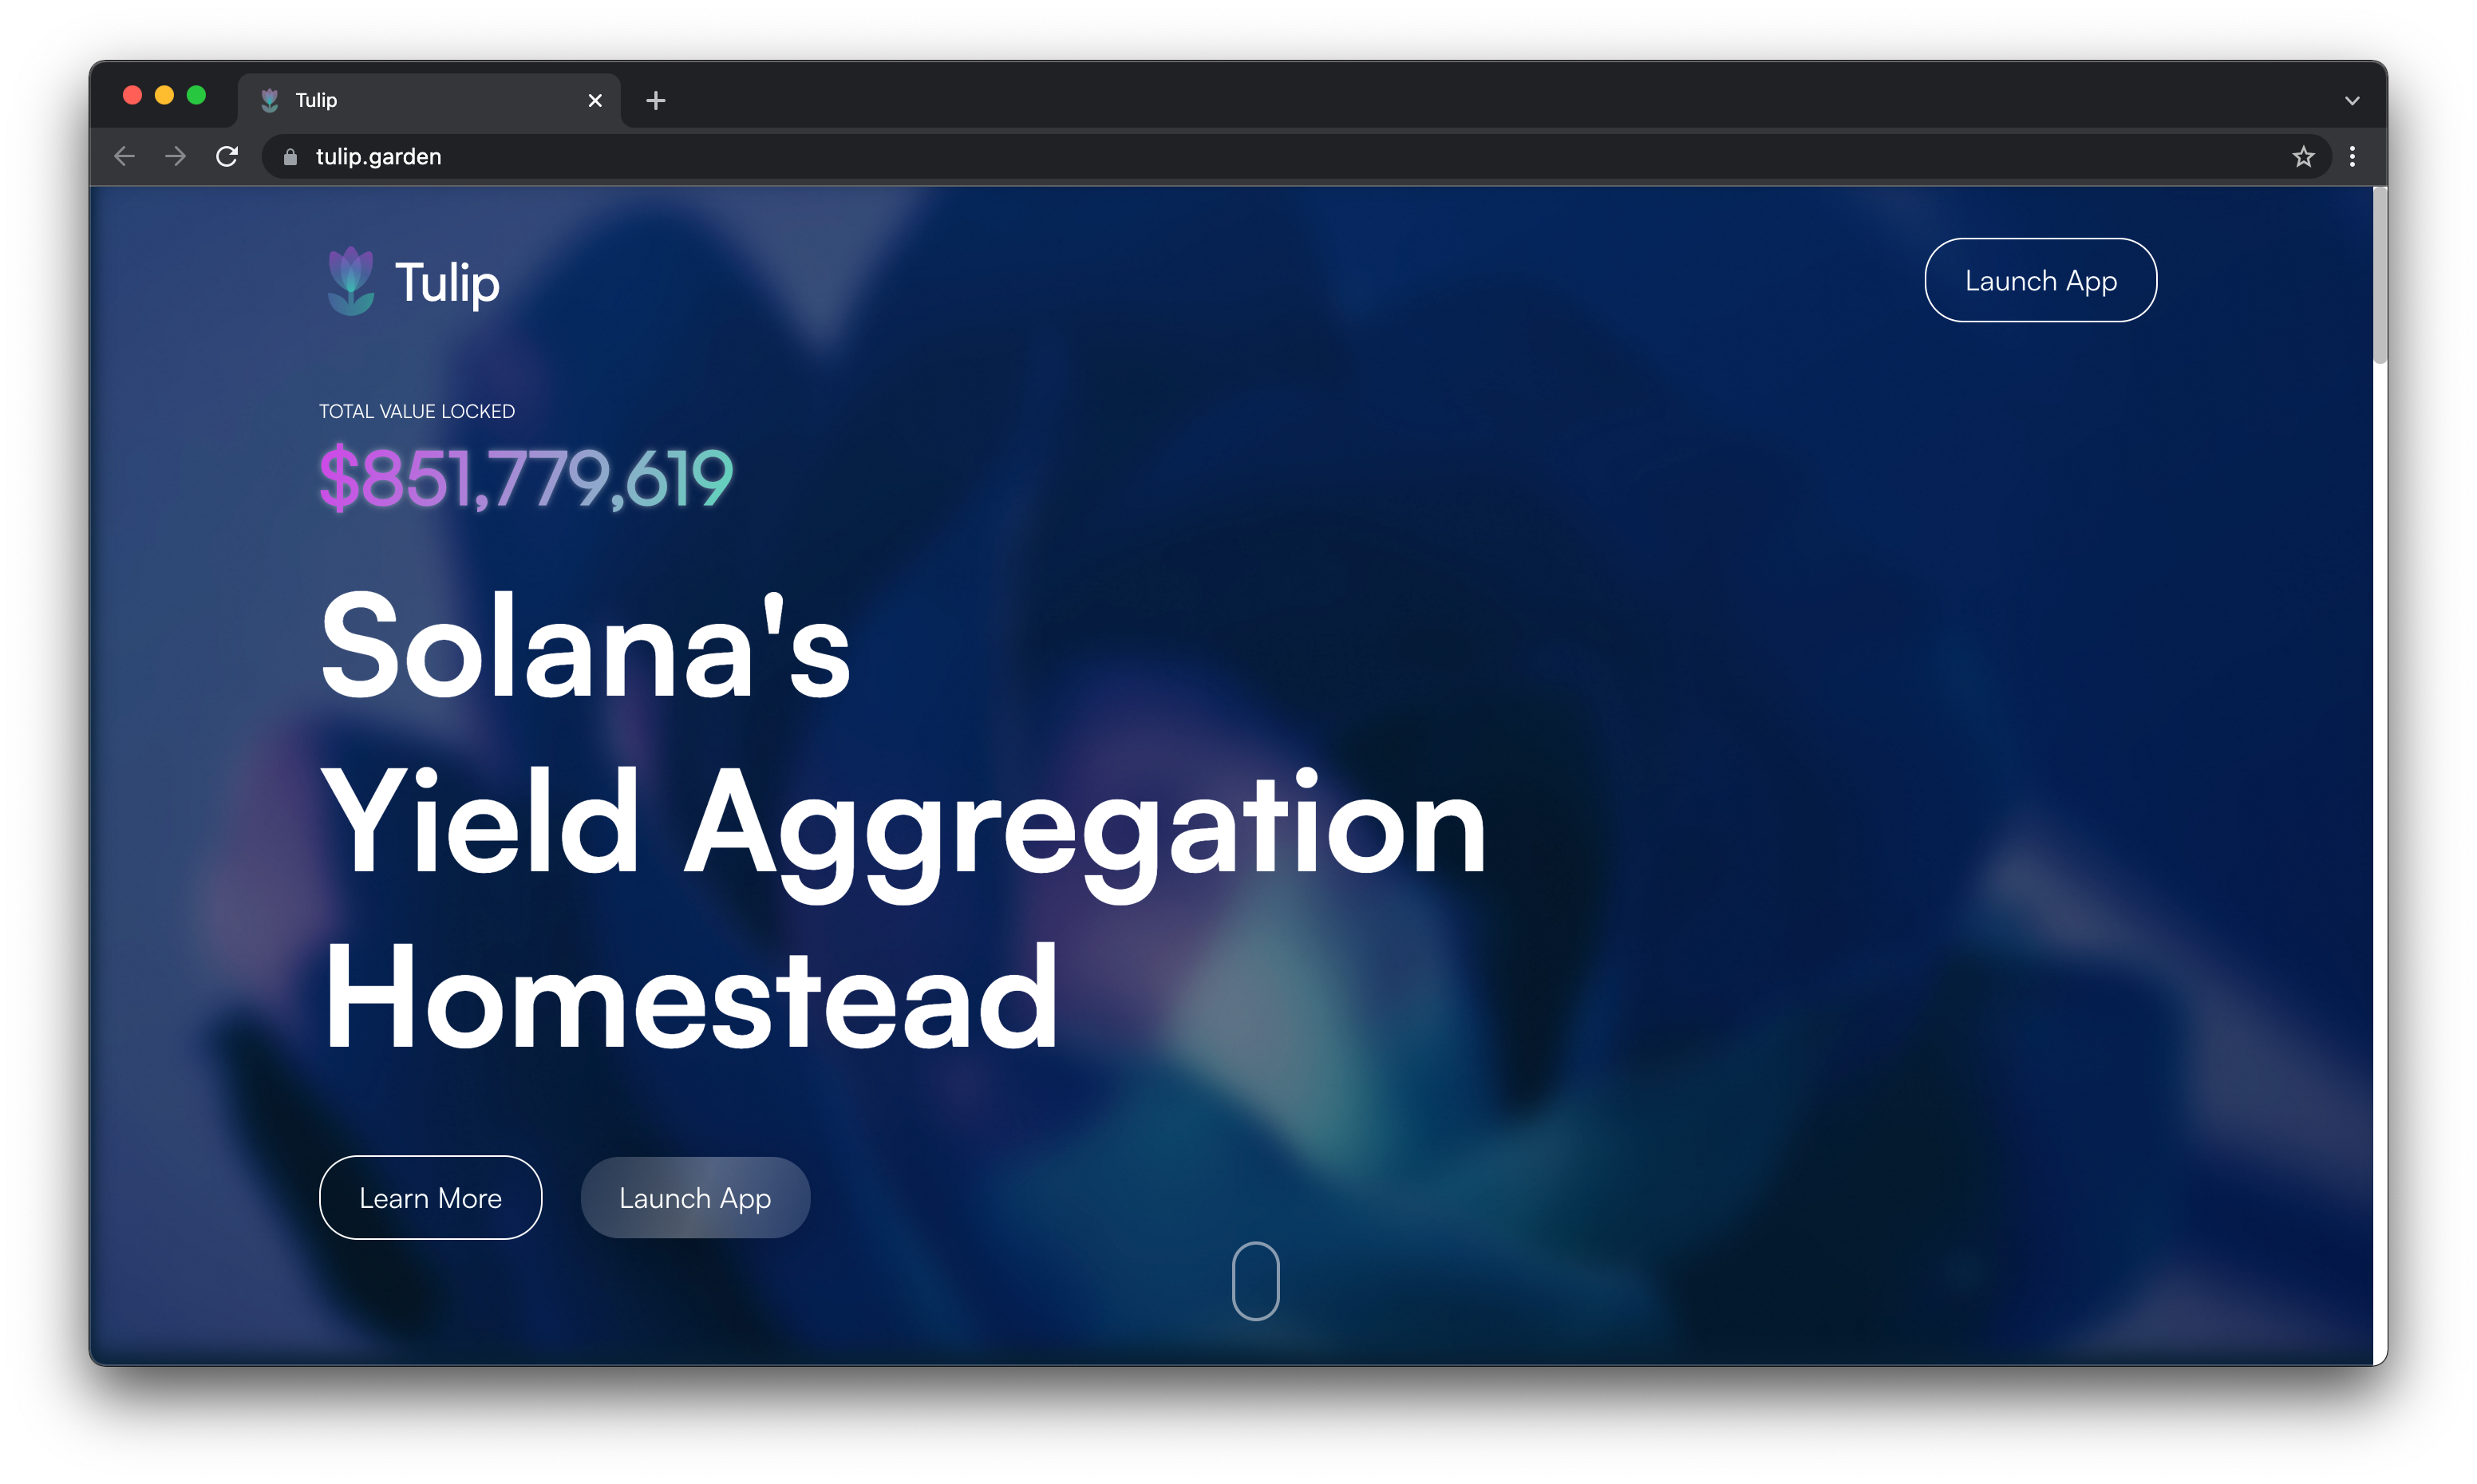 Tulip
tulip.garden
Tulip
Launch App
TOTAL VALUE LOCKED
$851,779,619
Solana's
Yield Aggregation
Homestead
Learn More
Launch App